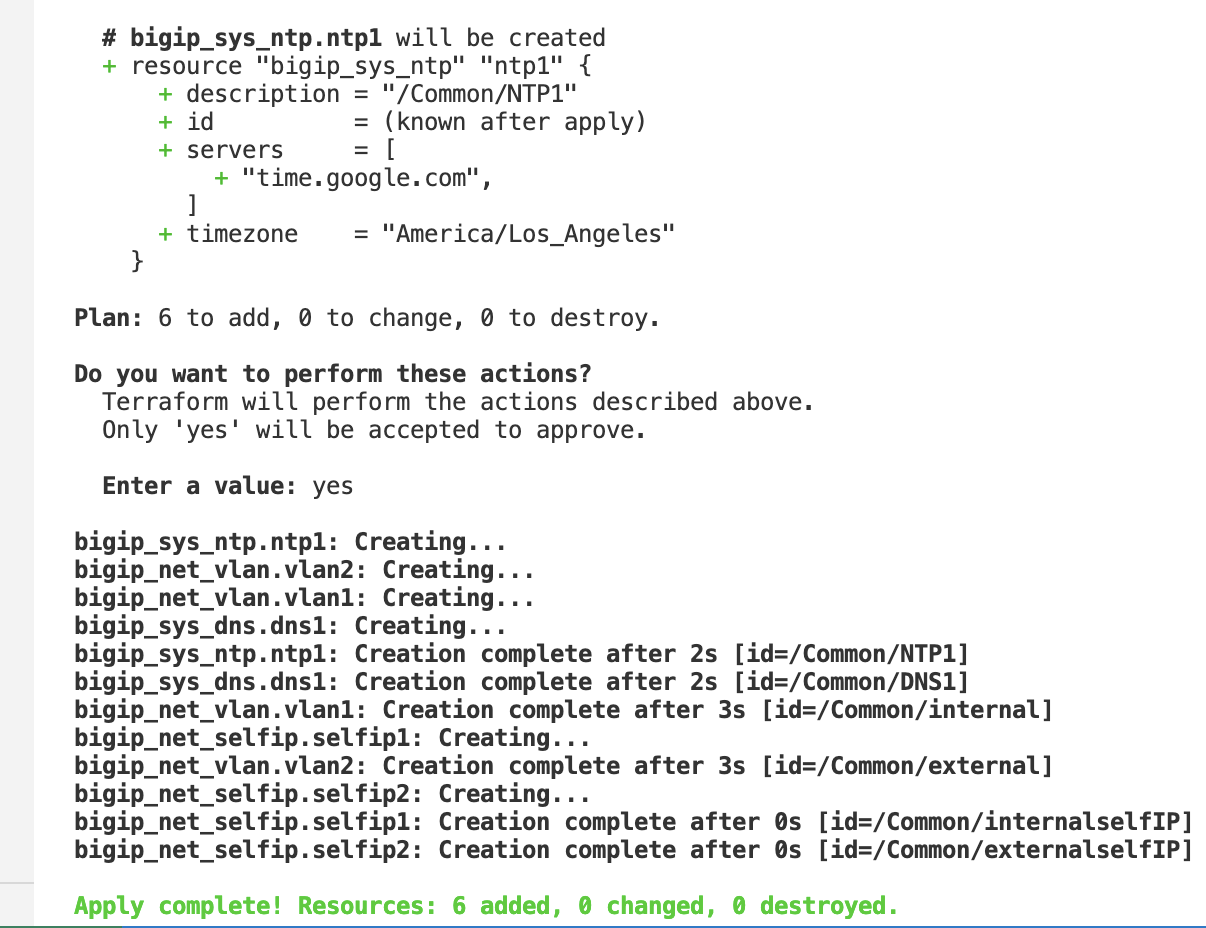 # bigip_sys_ntp.ntp1 will be created
+ resource "bigip_sys_ntp" "ntp1" {
+ description = "/Common/NTP1"
+ id = (known after apply)
+ servers = [
+ "time.google.com",
]
+ timezone = "America/Los_Angeles"
}
Plan: 6 to add, 0 to change, 0 to destroy.
Do you want to perform these actions?
Terraform will perform the actions described above.
Only 'yes' will be accepted to approve.
Enter a value: yes
bigip_sys_ntp.ntp1: Creating...
bigip_net_vlan.vlan2: Creating...
bigip_net_vlan.vlan1: Creating...
bigip_sys_dns.dns1: Creating...
bigip_sys_ntp.ntp1: Creation complete after 2s [id=/Common/NTP1]
bigip_sys_dns.dns1: Creation complete after 2s [id=/Common/DNS1]
bigip_net_vlan.vlan1: Creation complete after 3s [id=/Common/internal]
bigip_net_selfip.selfip1: Creating...
bigip_net_vlan.vlan2: Creation complete after 3s [id=/Common/external]
bigip_net_selfip.selfip2: Creating...
bigip_net_selfip.selfip1: Creation complete after 0s [id=/Common/internalselfIP]
bigip_net_selfip.selfip2: Creation complete after 0s [id=/Common/externalselfIP]
Apply complete! Resources: 6 added, 0 changed, 0 destroyed.